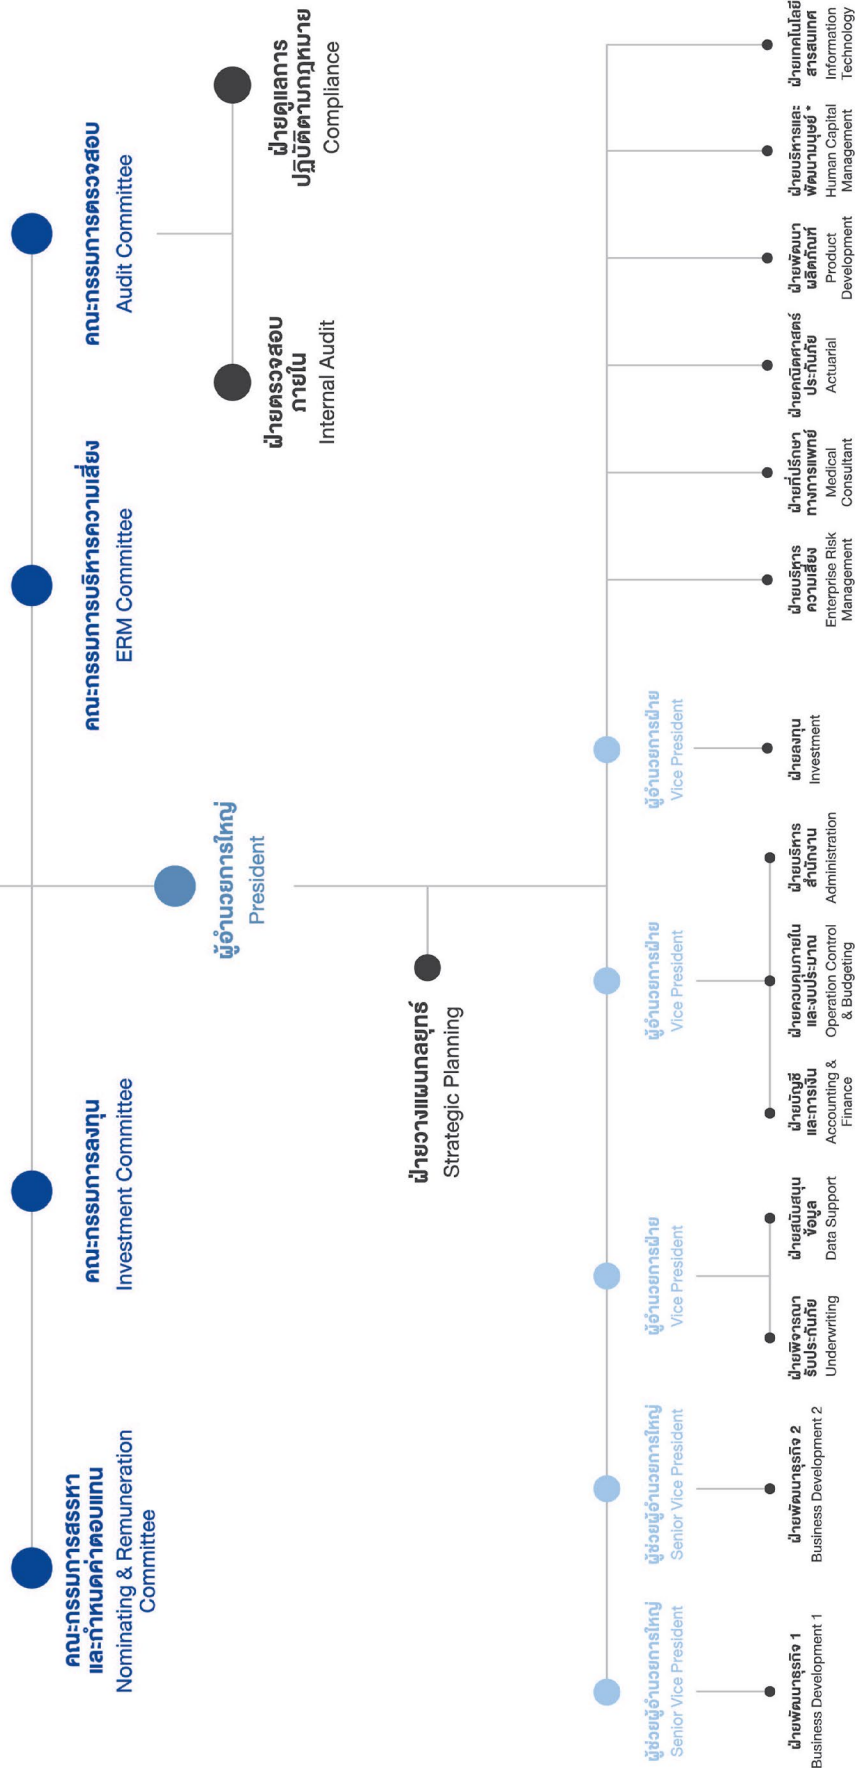 คณะกรรมการสรรหา
และกำหนดค่าตอบแทน
Nominating & Remuneration
Committee
คณะกรรมการลงทุน
Investment Committee
คณะกรรมการบริหารความเสี่ยง
ERM Committee
คณะกรรมการตรวจสอบ
Audit Committee
ผู้อำนวยการใหญ่
President
ฝ่ายตรวจสอบ
ภายใน
Internal Audit
ฝ่ายดูแลการ
ปฏิบัติตามกฎหมาย
Compliance
ฝ่ายวางแผนกลยุทธ์
Strategic Planning
ผู้ช่วยผู้อำนวยการใหญ่
Senior Vice President
ผู้ช่วยผู้อำนวยการใหญ่
Senior Vice President
ผู้อำนวยการฝ่าย
Vice President
ผู้อำนวยการฝ่าย
Vice President
ผู้อำนวยการฝ่าย
Vice President
ฝ่ายพัฒนาธุรกิจ 1
Business Development 1
ฝ่ายพัฒนาธุรกิจ 2
Business Development 2
ฝ่ายพิจารณา
รับประกันภัย
Underwriting
ฝ่ายสนับสนุน
ข้อมูล
Data Support
ฝ่ายบัญชี
และการเงิน
Accounting &
Finance
ฝ่ายควบคุมภายใน
และงบประมาณ
Operation Control
& Budgeting
ฝ่ายบริหาร
สำนักงาน
Administration
ฝ่ายลงทุน
Investment
ฝ่ายบริหาร
ความเสี่ยง
Enterprise Risk
Management
ฝ่ายที่ปรึกษา
ทางการแพทย์
Medical
Consultant
ฝ่ายคณิตศาสตร์
ประกันภัย
Actuarial
ฝ่ายพัฒนา
ผลิตภัณฑ์
Product
Development
ฝ่ายบริหารและ
พัฒนามนุษย์ *
Human Capital
Management
ฝ่ายเทคโนโลยี
สารสนเทศ
Information
Technology